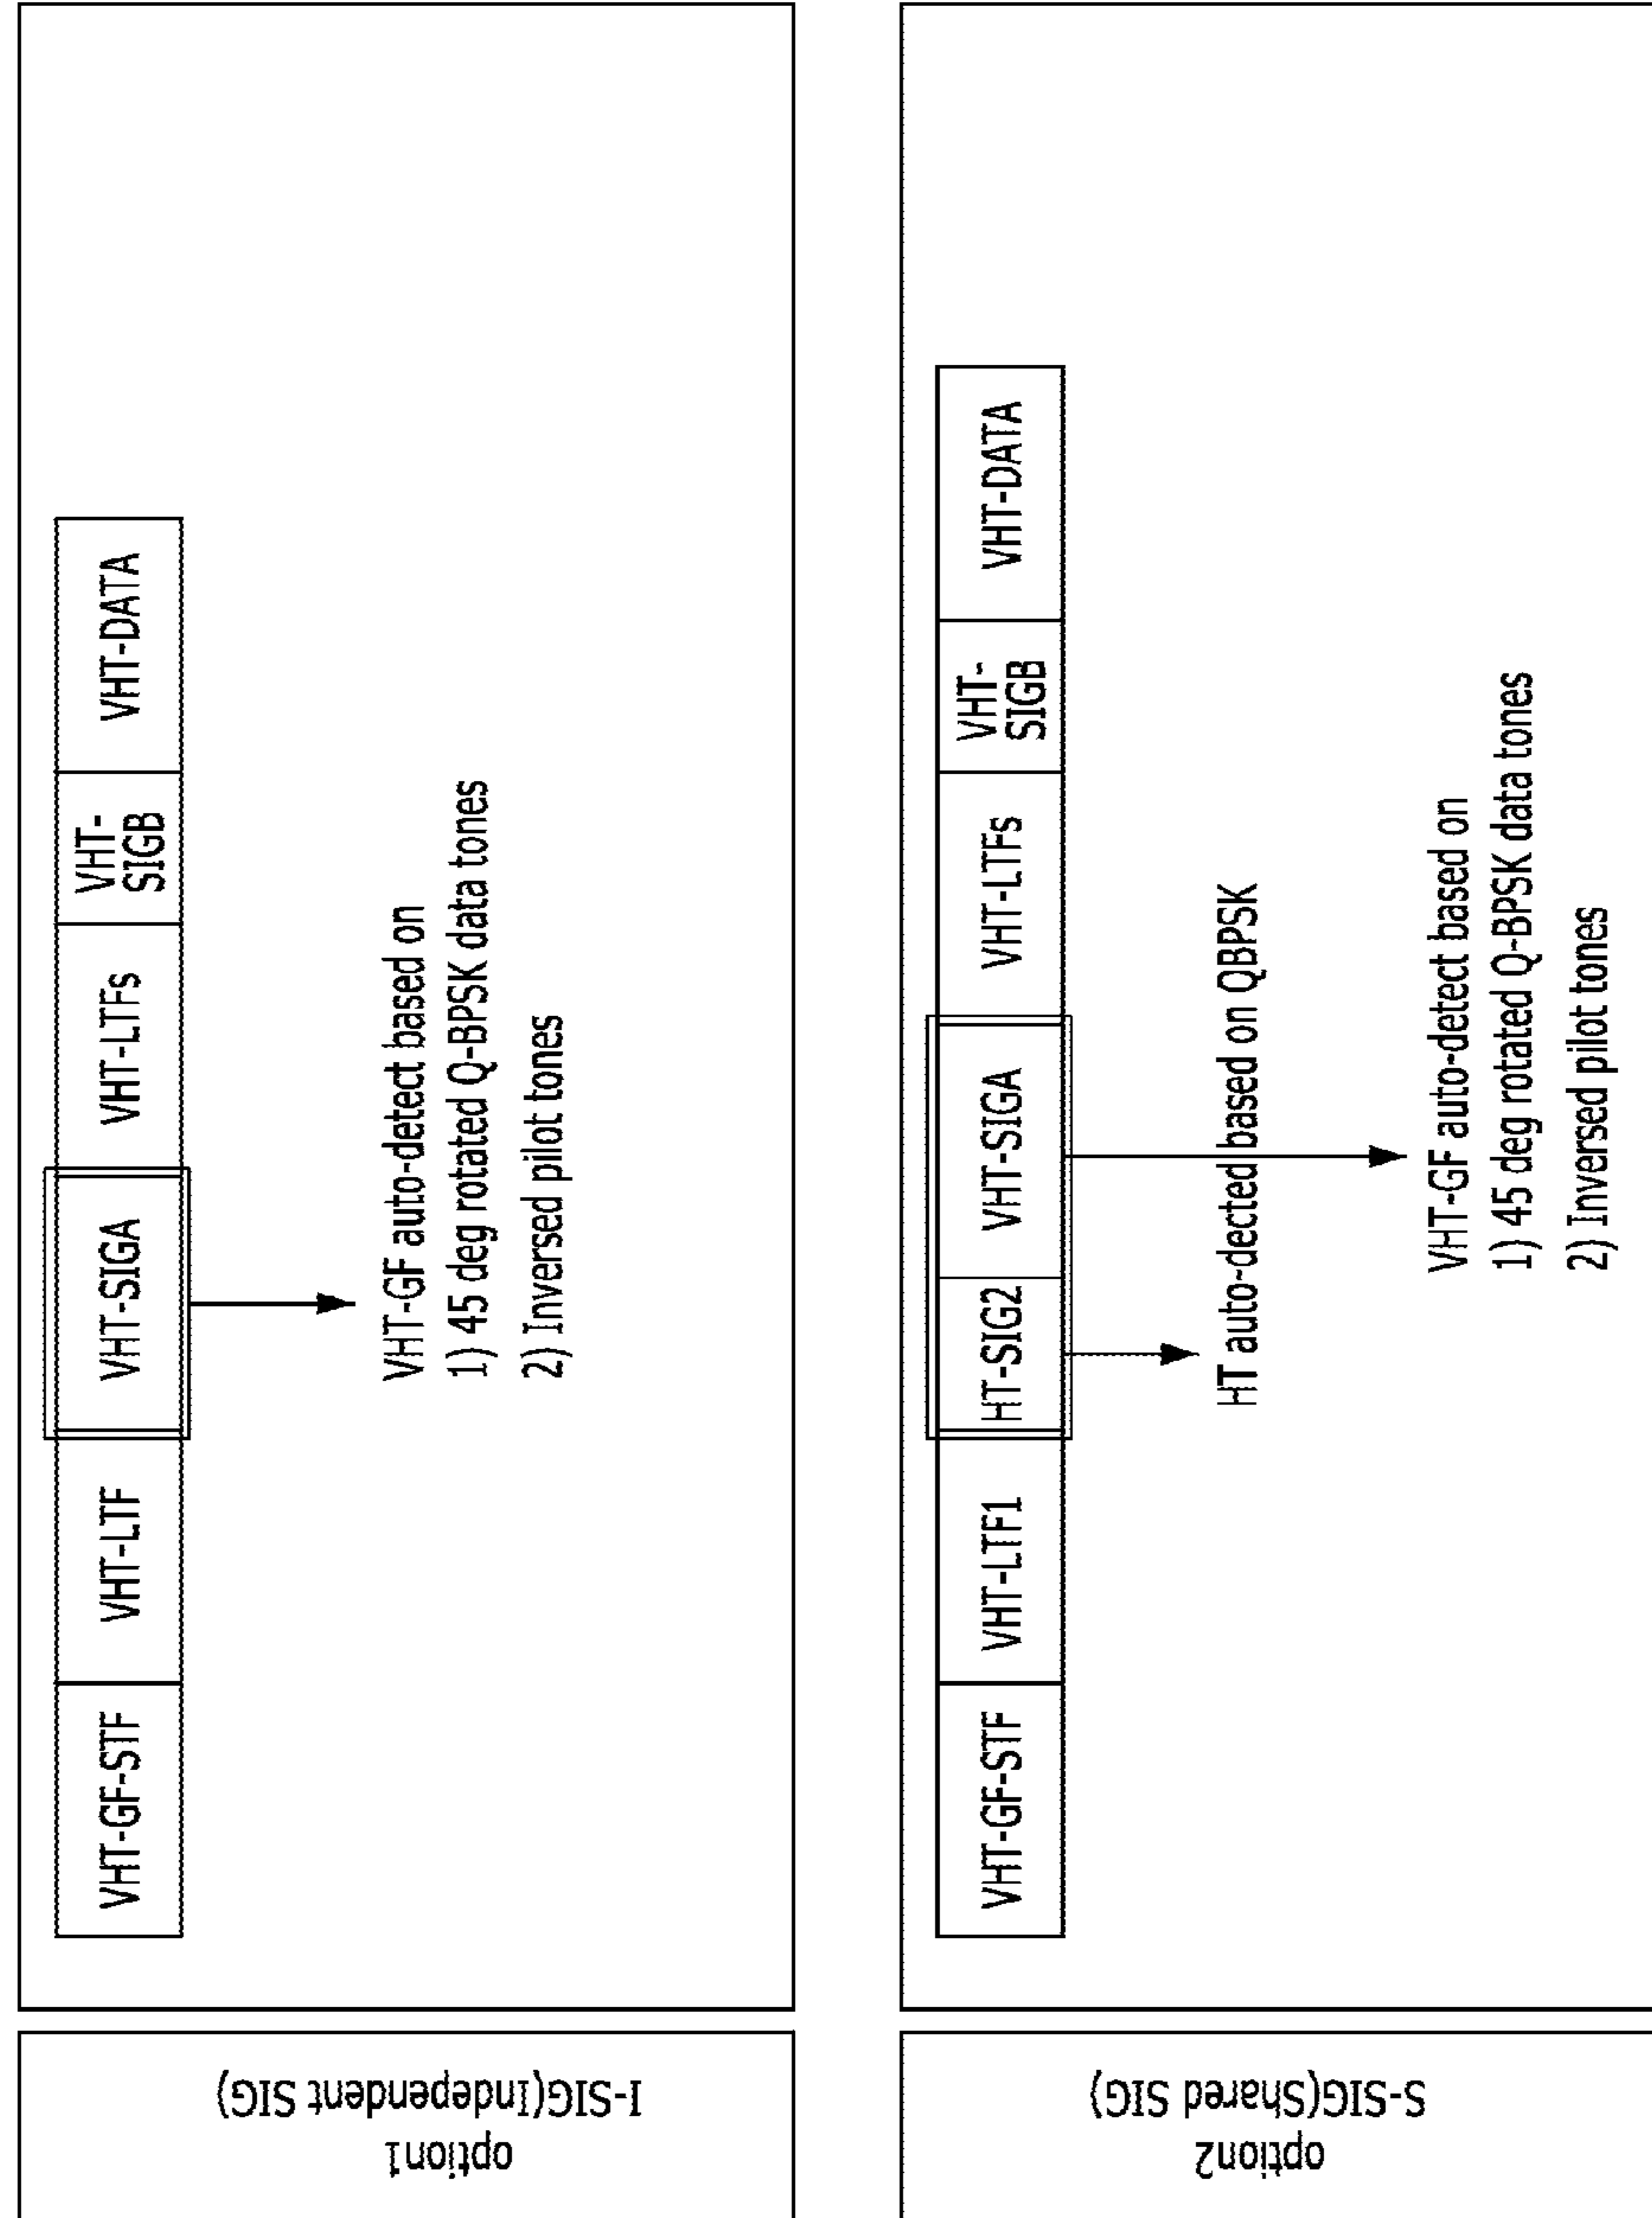 option1
I-SIG(Independent SIG)
VHT-GF-STF
VHT-LTF
VHT-SIGA
VHT-LTFs
VHT-
SIGB
VHT-DATA
VHT-GF auto-detect based on
1) 45 deg rotated Q-BPSK data tones
2) Inversed pilot tones
option2
S-SIG(Shared SIG)
VHT-GF-STF
VHT-LTF1
HT-SIG2
VHT-SIGA
VHT-LTFs
VHT-
SIGB
VHT-DATA
HT auto-dected based on QBPSK
VHT-GF auto-detect based on
1) 45 deg rotated Q-BPSK data tones
2) Inversed pilot tones